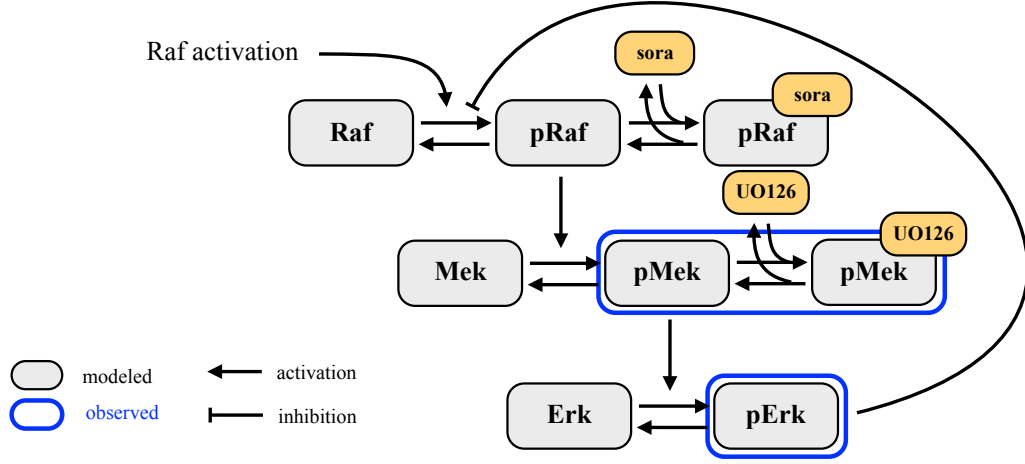 sora
Raf activation
sora
Raf
pRaf
pRaf
UO126
UO126
Mek
pMek
pMek
modeled
activation
observed
inhibition
Erk
pErk